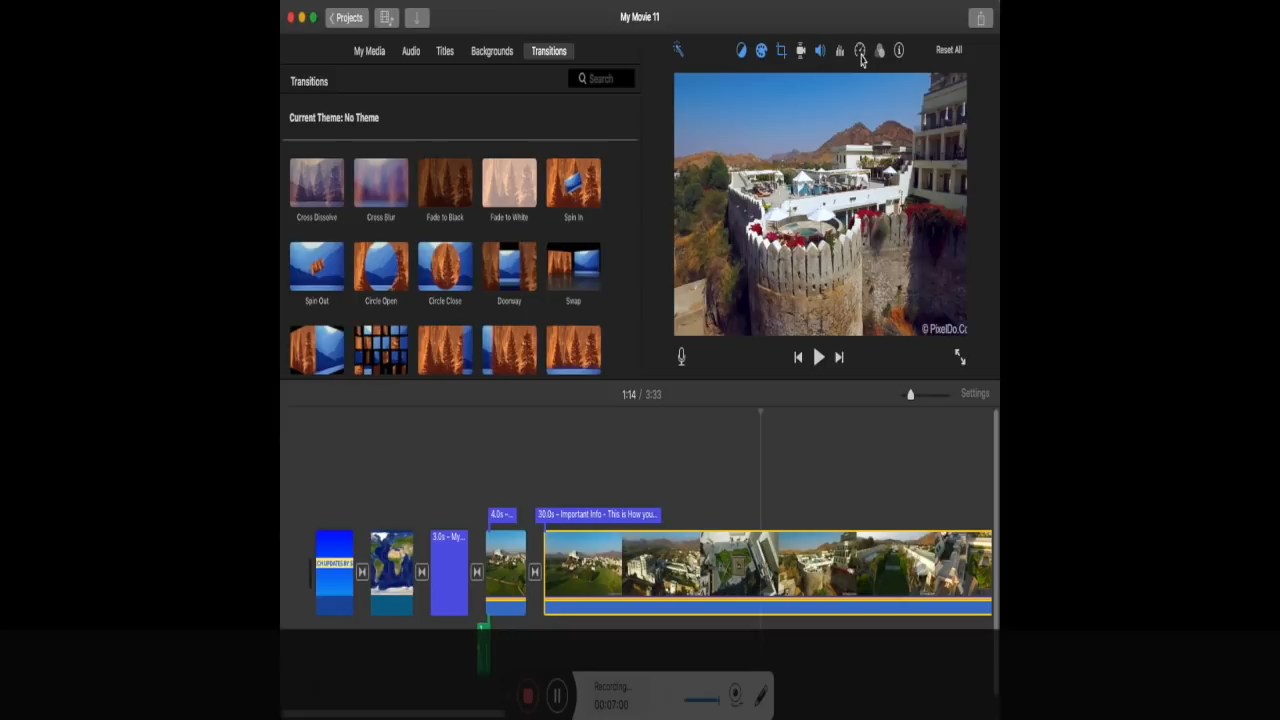 Projects
My Movie 11
My Media
Audio
Titles
Backgrounds
Transitions
Reset All
Transitions
Search
Current Theme: No Theme
Cross Dissolve
Cross Blur
Fade to Black
Fade to White
Spin In
Spin Out
Circle Open
Circle Close
Doorway
Swap
© PixelDo.Co
1:14 / 3:33
Settings
4.0s –...
30.0s – Important Info - This is How you...
3.0s – My...
CH UPDATES BY
Recording...
00:07:00